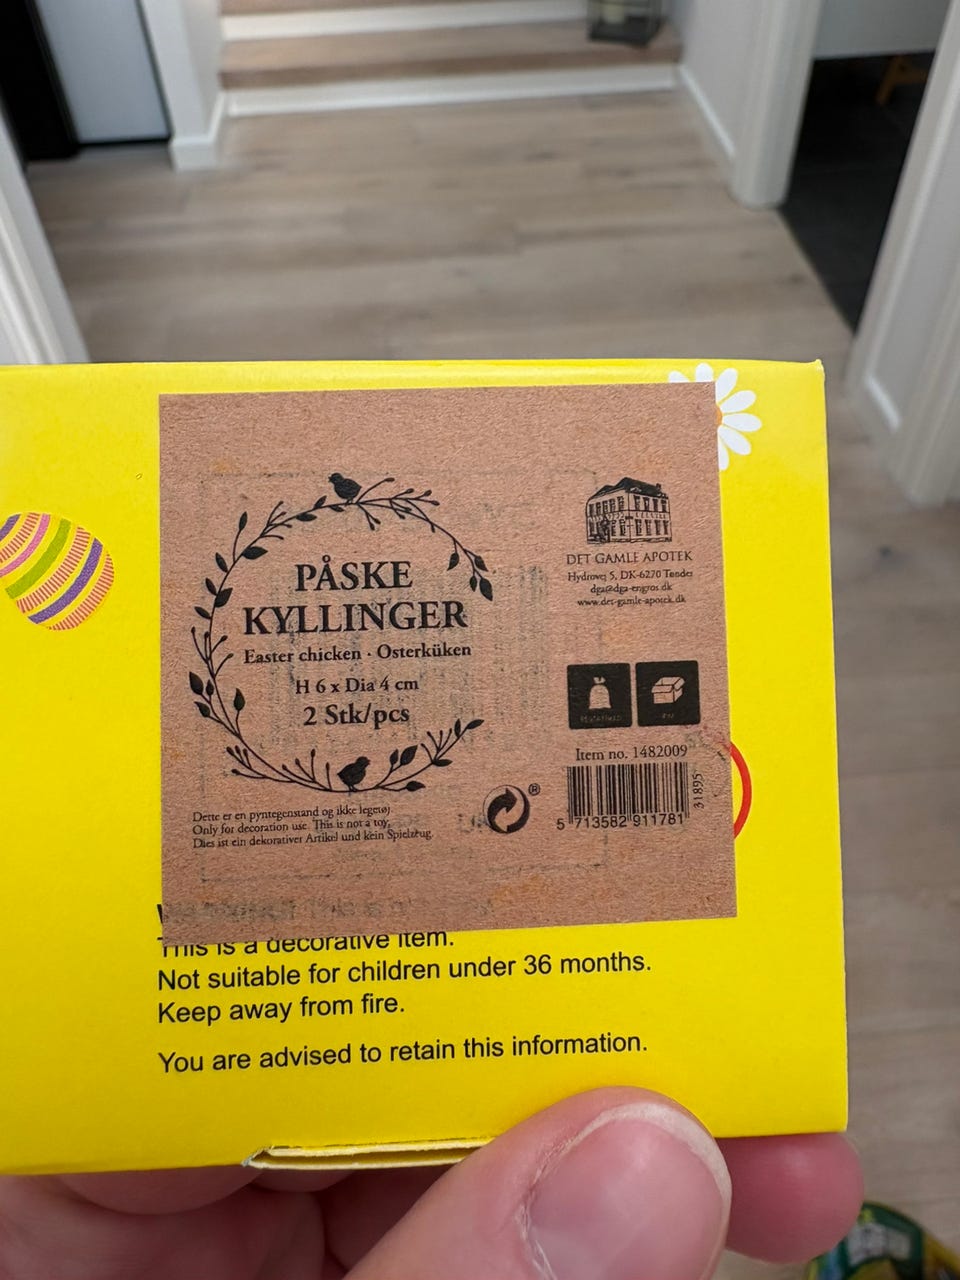 PÅSKE
KYLLINGER
Easter chicken · Osterküken
H 6 x Dia 4 cm
2 Stk/pcs
DET GAMLE APOTEK
Hydrovej 5, DK-6270 Tønder
dga@dga-engros.dk
www.det-gamle-apotek.dk
RESTAFFALD
PAP
Item no. 1482009
31895
5 713582 911781
®
Dette er en pyntegenstand og ikke legetøj.
Only for decoration use. This is not a toy.
Dies ist ein dekorativer Artikel und kein Spielzeug.
This is a decorative item.
Not suitable for children under 36 months.
Keep away from fire.
You are advised to retain this information.